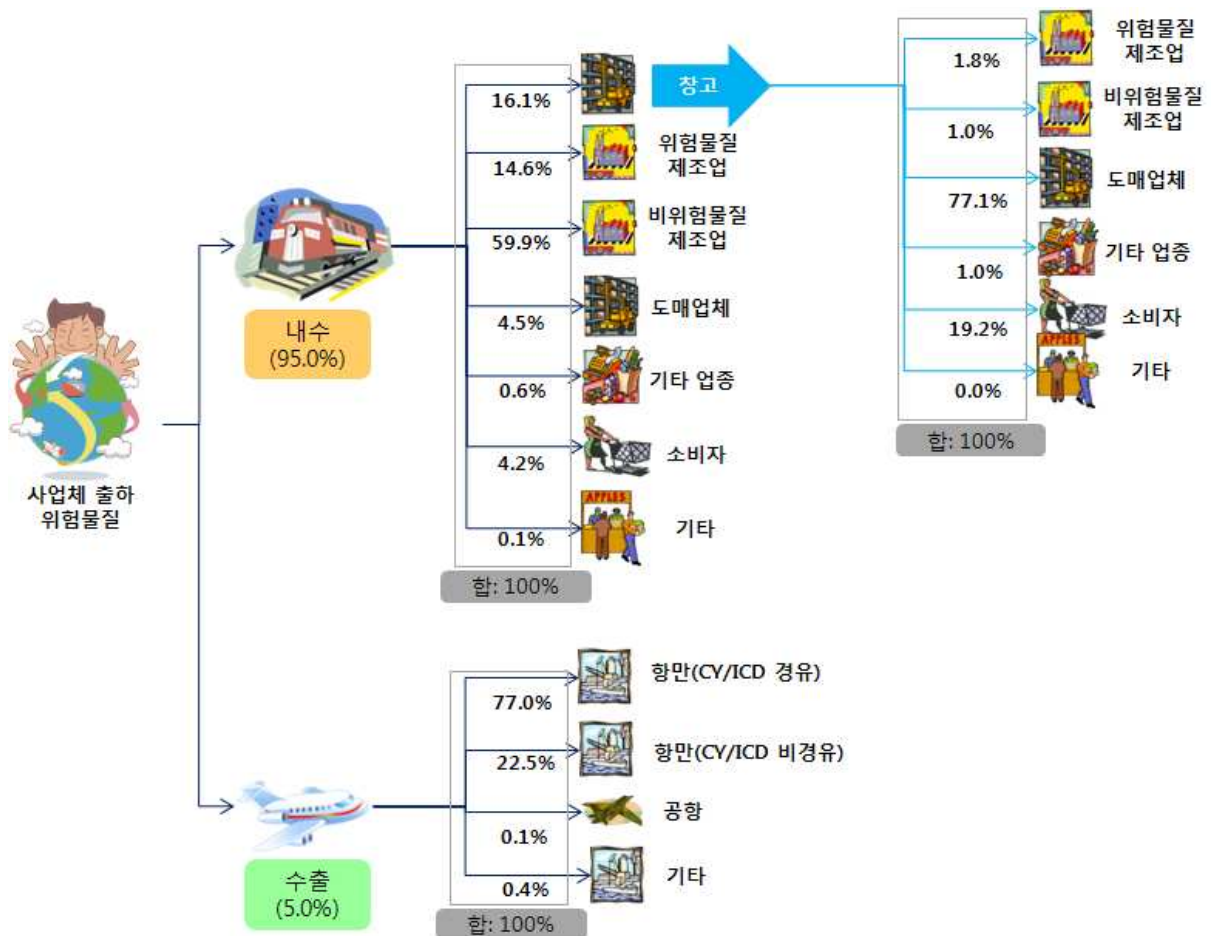 사업체 출하
위험물질
내수
(95.0%)
16.1%
창고
14.6%
위험물질
제조업
59.9%
비위험물질
제조업
4.5%
도매업체
0.6%
기타 업종
4.2%
소비자
0.1%
APPLES
기타
합: 100%
1.8%
위험물질
제조업
1.0%
비위험물질
제조업
77.1%
도매업체
1.0%
기타 업종
19.2%
소비자
0.0%
APPLES
기타
합: 100%
수출
(5.0%)
77.0%
항만(CY/ICD 경유)
22.5%
항만(CY/ICD 비경유)
0.1%
공항
0.4%
기타
합: 100%